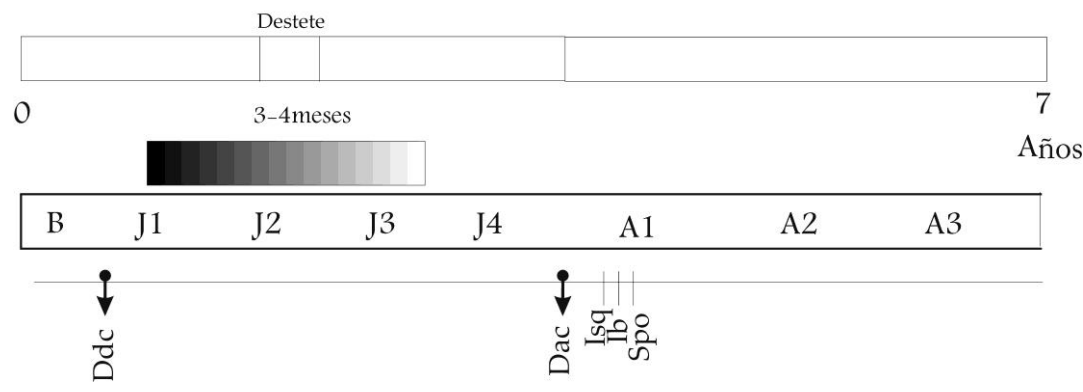 Destete
0 7
3-4meses
Años
B J1 J2 J3 J4 A1 A2 A3
Ddc Dac Isq Ib Spo